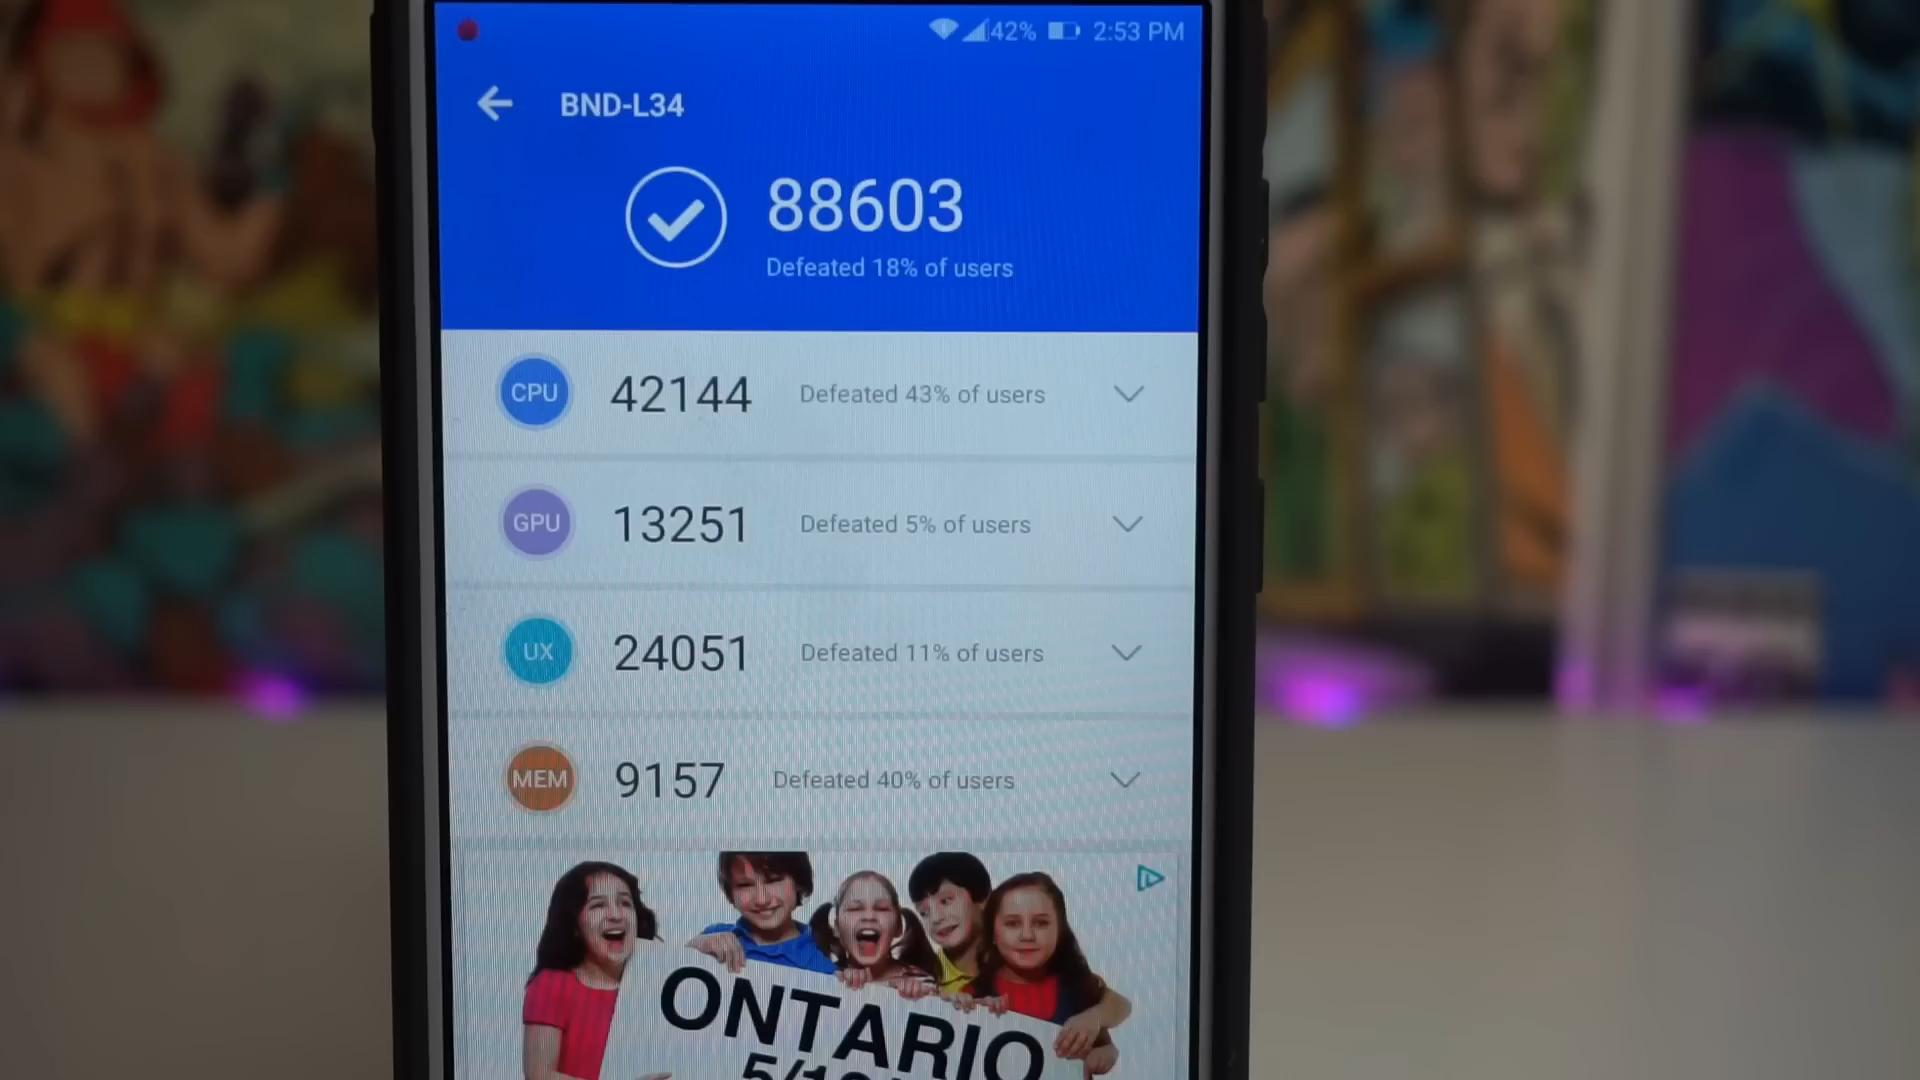 42% 2:53 PM
BND-L34
88603
Defeated 18% of users
CPU 42144 Defeated 43% of users
GPU 13251 Defeated 5% of users
UX 24051 Defeated 11% of users
MEM 9157 Defeated 40% of users
ONTARIO